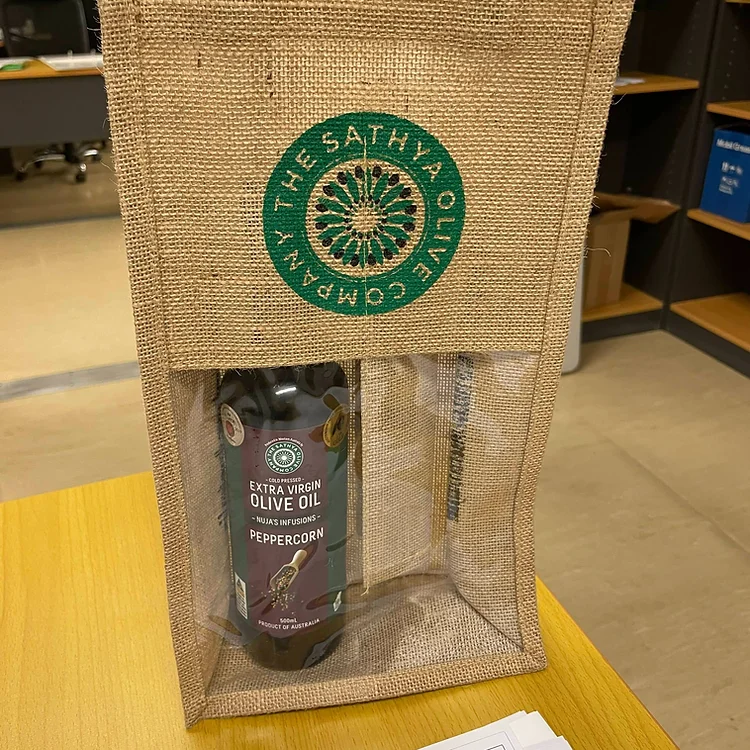 THE SATHYA OLIVE COMPANY
THE SATHYA OLIVE COMPANY
- COLD PRESSED -
EXTRA VIRGIN
OLIVE OIL
- NUJA'S INFUSIONS -
PEPPERCORN
500mL
PRODUCT OF AUSTRALIA